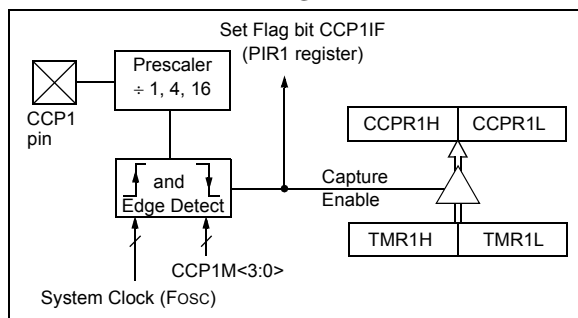 Set Flag bit CCP1IF
(PIR1 register)
Prescaler
÷ 1, 4, 16
CCP1
pin
CCPR1H CCPR1L
and
Edge Detect
Capture
Enable
TMR1H TMR1L
CCP1M<3:0>
System Clock (FOSC)